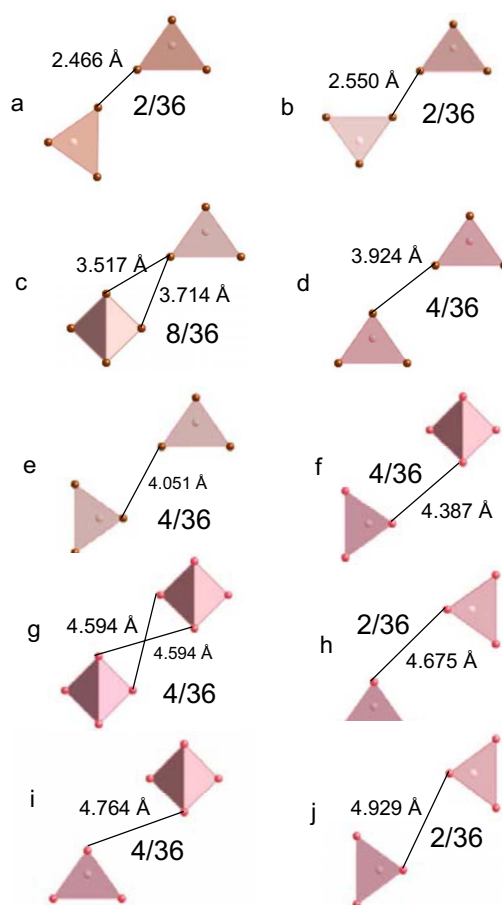 2.466 Å
a
2/36
2.550 Å
b
2/36
3.517 Å
c
3.714 Å
8/36
3.924 Å
d
4/36
e
4.051 Å
4/36
f
4/36
4.387 Å
g
4.594 Å
4.594 Å
4/36
2/36
h
4.675 Å
i
4.764 Å
4/36
4.929 Å
j
2/36